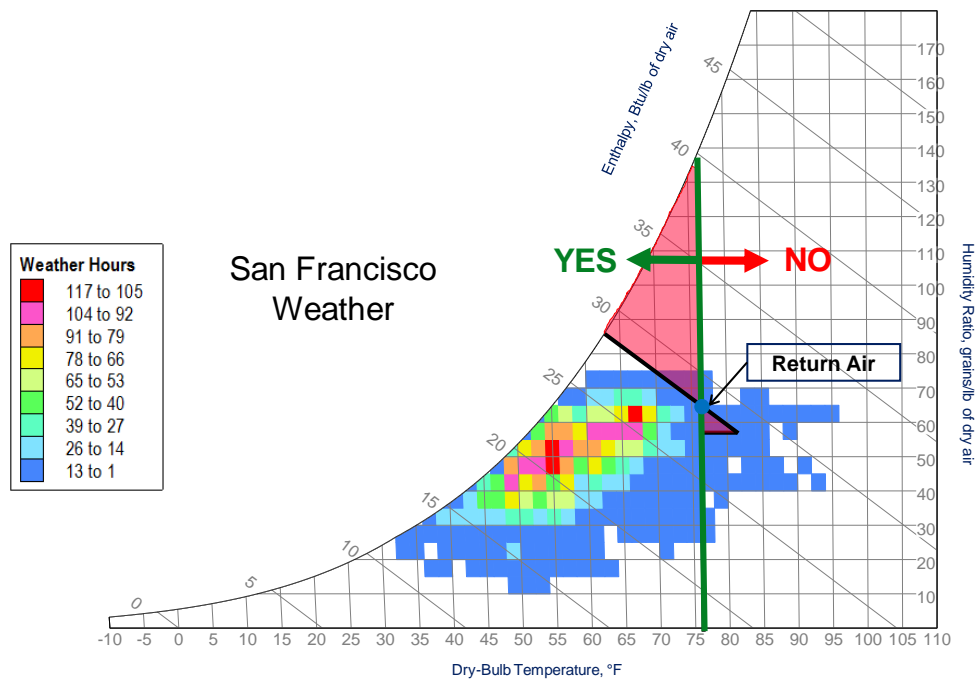 Enthalpy, Btu/lb of dry air
45
40
35
30
25
20
15
10
5
0
170
160
150
140
130
120
110
100
90
80
70
60
50
40
30
20
10
Humidity Ratio, grains/lb of dry air
YES
NO
San Francisco
Weather
Return Air
Weather Hours
117 to 105
104 to 92
91 to 79
78 to 66
65 to 53
52 to 40
39 to 27
26 to 14
13 to 1
-10 -5 0 5 10 15 20 25 30 35 40 45 50 55 60 65 70 75 80 85 90 95 100 105 110
Dry-Bulb Temperature, °F